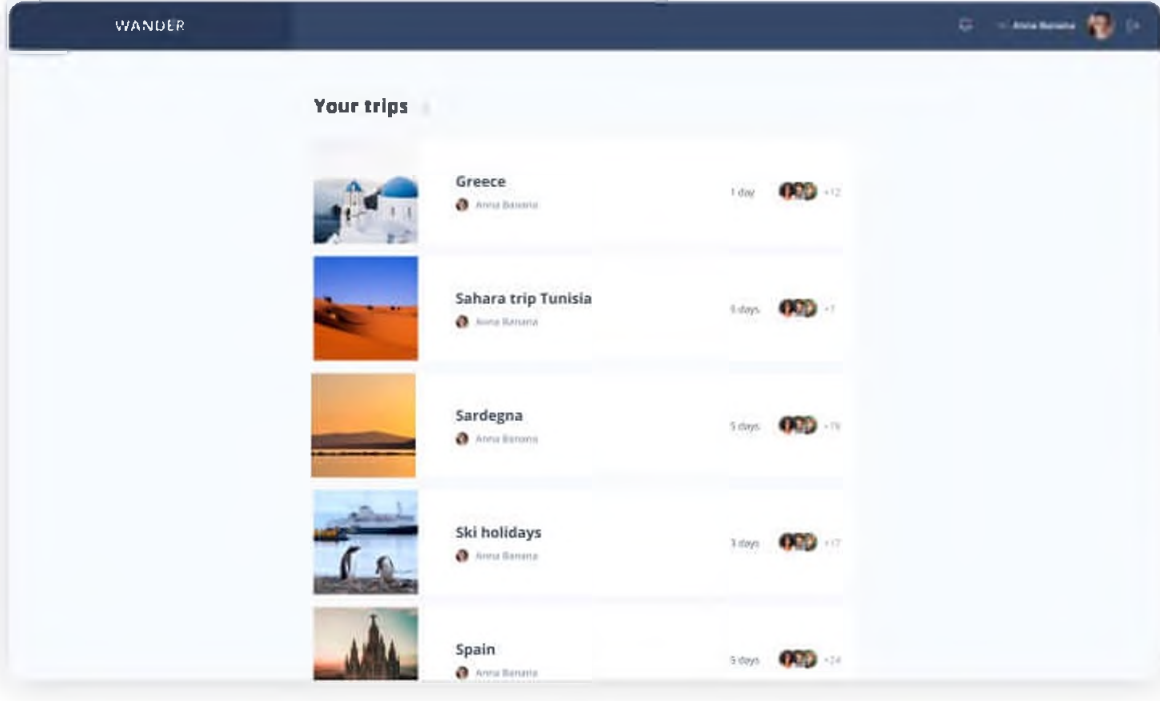 WANDER
Anna Banana
Your trips
Greece
Anna Banana
1 day
+12
Sahara trip Tunisia
Anna Banana
5 days
Sardegna
Anna Banana
5 days
Ski holidays
Anna Banana
3 days
+17
Spain
Anna Banana
5 days
+24